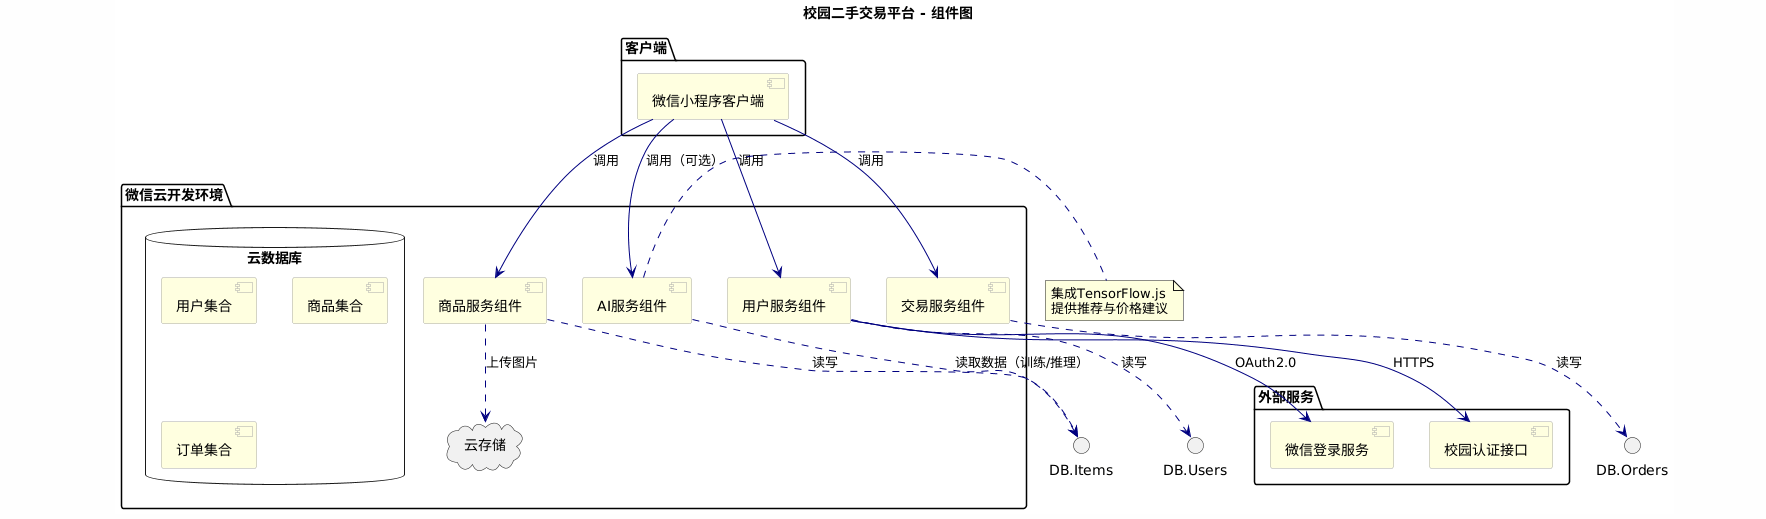 校园二手交易平台 - 组件图
客户端
微信小程序客户端
调用
调用（可选）
调用
调用
微信云开发环境
云数据库
用户集合
商品集合
订单集合
商品服务组件
AI服务组件
用户服务组件
交易服务组件
集成TensorFlow.js
提供推荐与价格建议
上传图片
读写
读取数据（训练/推理）
读写
OAuth2.0
HTTPS
读写
外部服务
云存储
DB.Items
DB.Users
微信登录服务
校园认证接口
DB.Orders